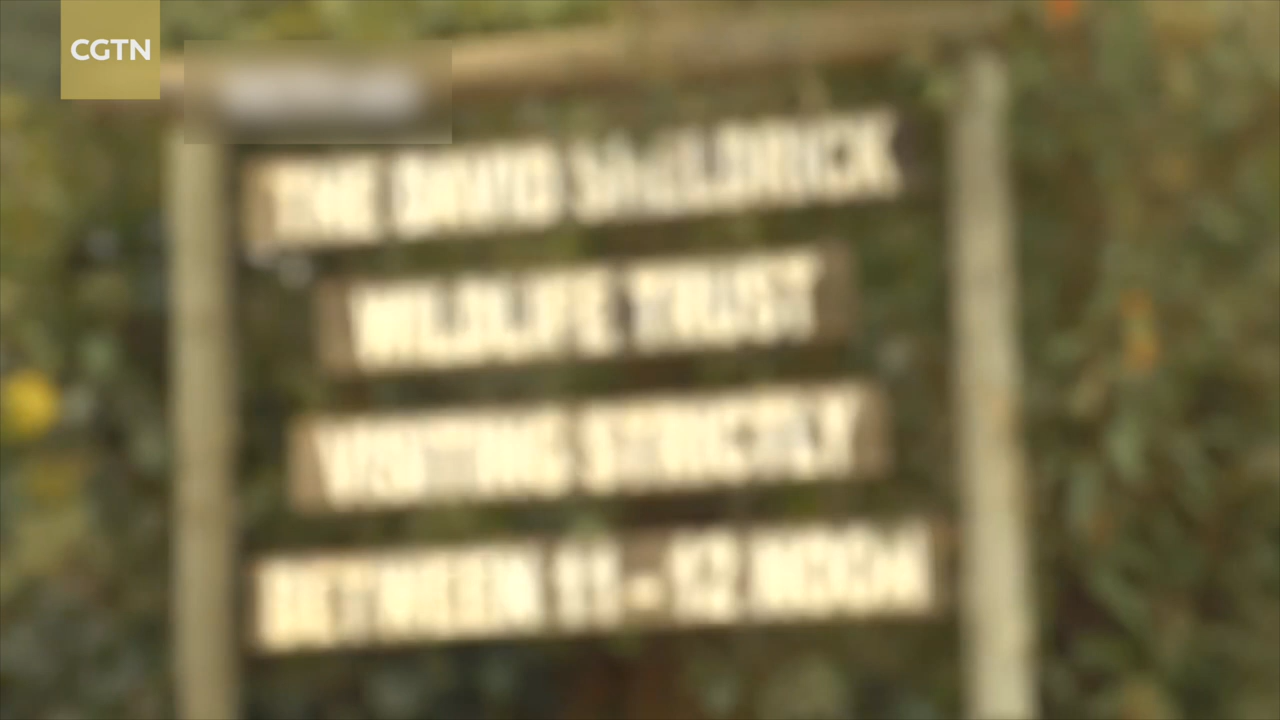 CGTN
THE DAVID SHELDRICK
WILDLIFE TRUST
VISITING STRICTLY
BETWEEN 11-12 NOON